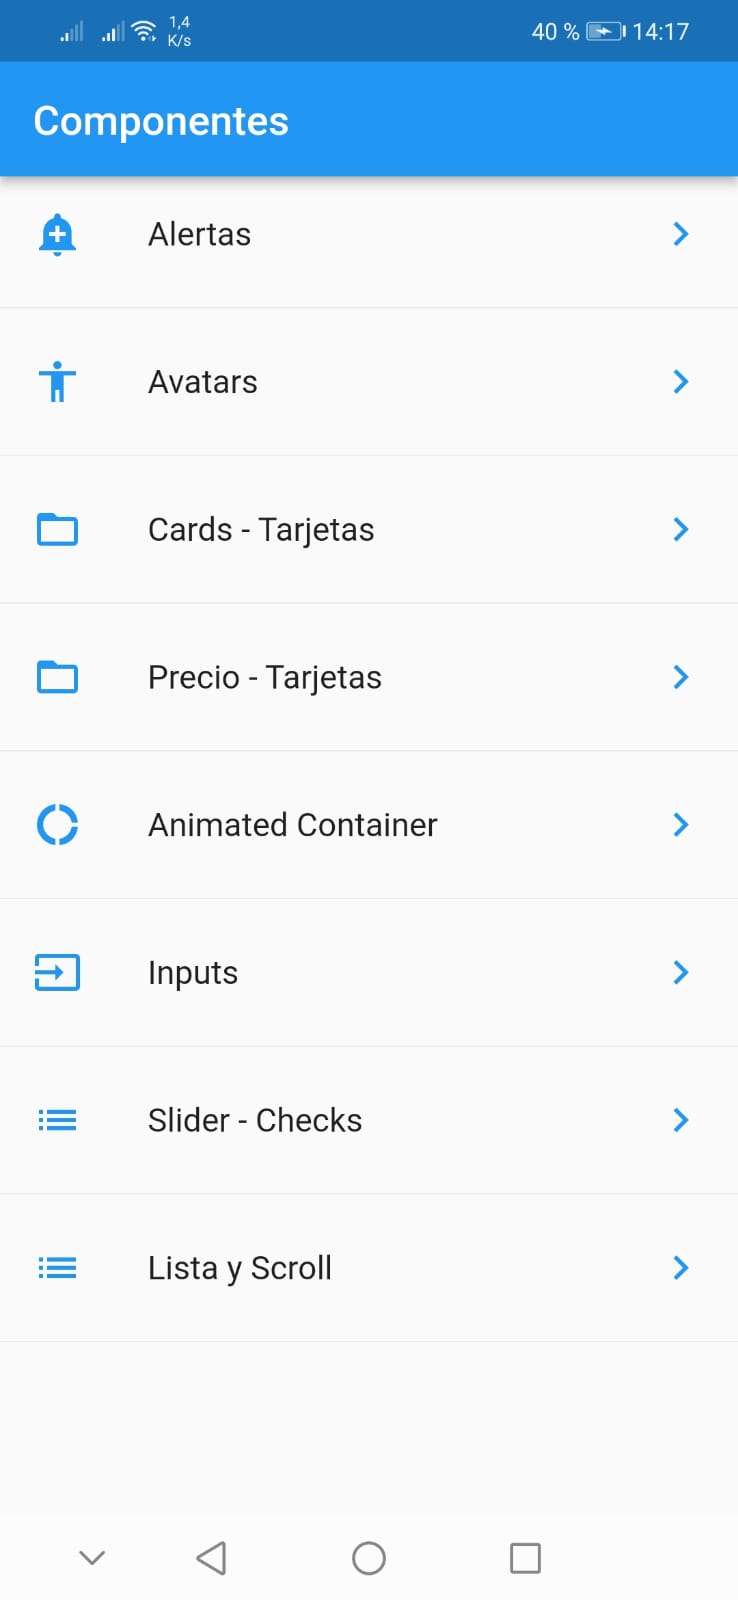 1,4
K/s
40 % 14:17
Componentes
Alertas
Avatars
Cards - Tarjetas
Precio - Tarjetas
Animated Container
Inputs
Slider - Checks
Lista y Scroll